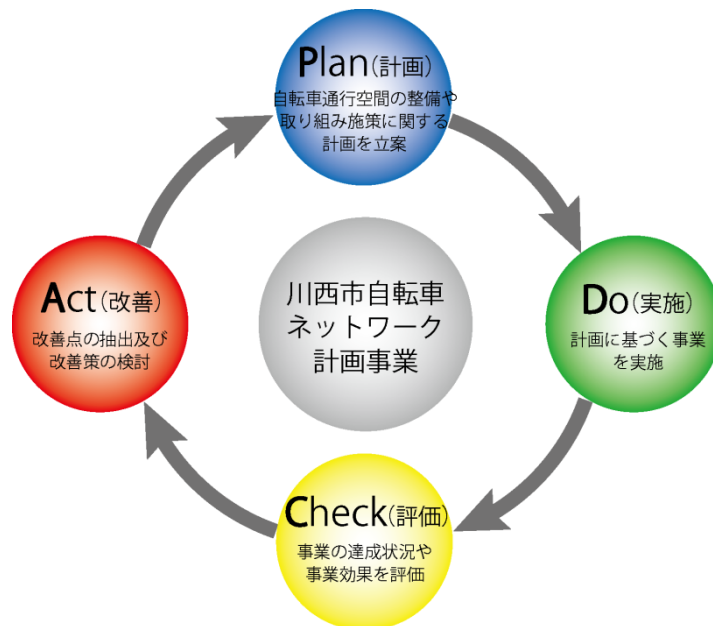 Plan(計画)
自転車通行空間の整備や
取り組み施策に関する
計画を立案
Act(改善)
改善点の抽出及び
改善策の検討
川西市自転車
ネットワーク
計画事業
Do(実施)
計画に基づく事業
を実施
Check(評価)
事業の達成状況や
事業効果を評価